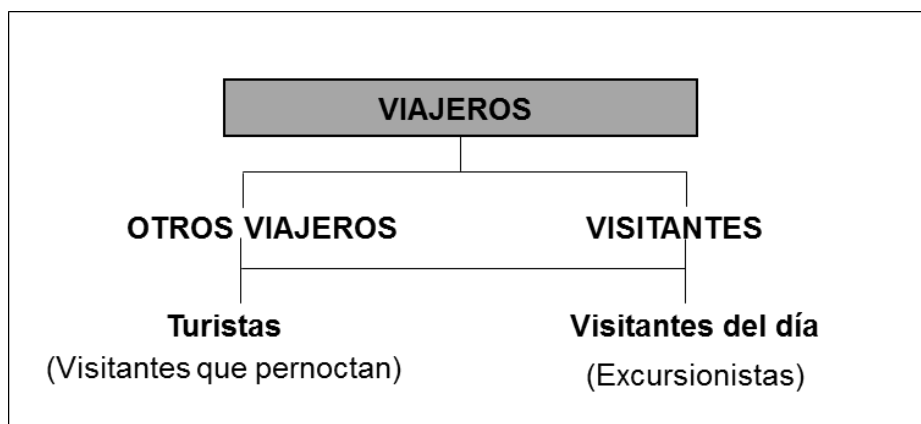 VIAJEROS
OTROS VIAJEROS
VISITANTES
Turistas
(Visitantes que pernoctan)
Visitantes del día
(Excursionistas)